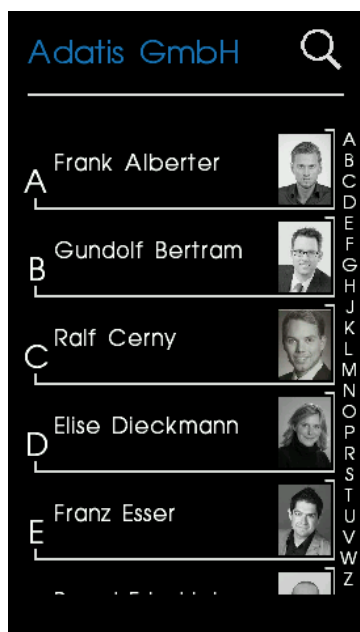 Adatis GmbH
Frank Alberter
A
Gundolf Bertram
B
Ralf Cerny
C
Elise Dieckmann
D
Franz Esser
E
A
B
C
D
E
F
G
H
J
K
L
M
N
O
P
R
S
T
U
V
W
Z